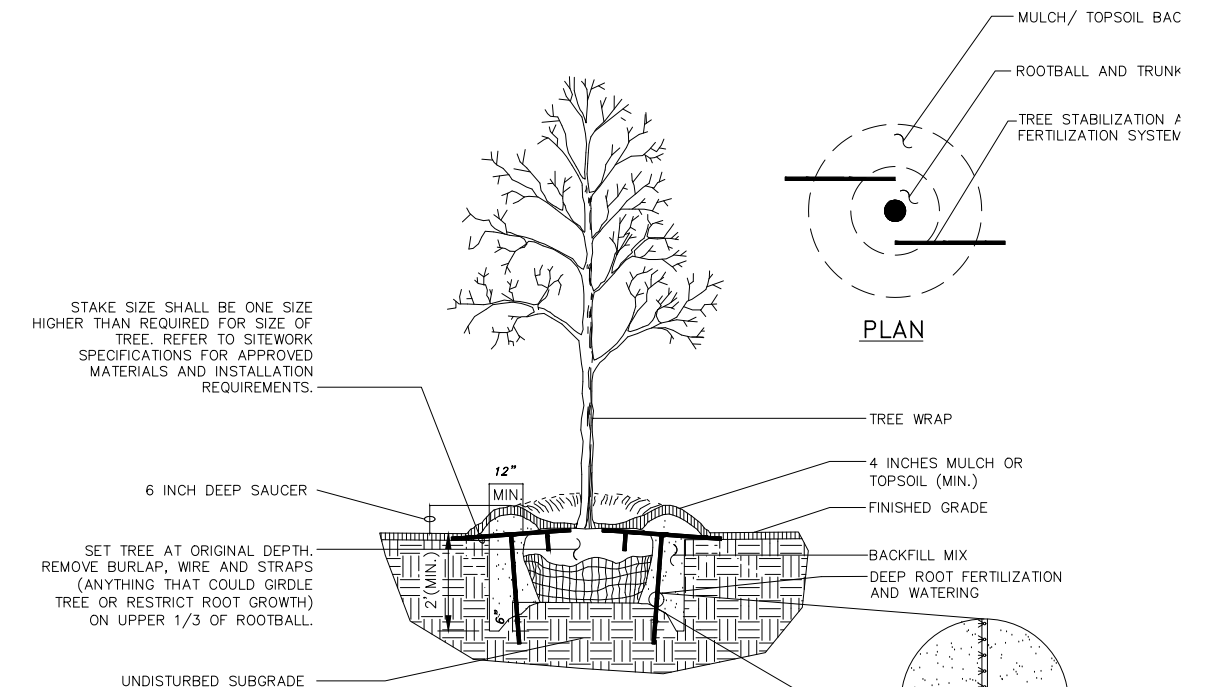 MULCH/ TOPSOIL BAC
ROOTBALL AND TRUNK
TREE STABILIZATION A
FERTILIZATION SYSTEM
PLAN
STAKE SIZE SHALL BE ONE SIZE
HIGHER THAN REQUIRED FOR SIZE OF
TREE. REFER TO SITEWORK
SPECIFICATIONS FOR APPROVED
MATERIALS AND INSTALLATION
REQUIREMENTS.
TREE WRAP
4 INCHES MULCH OR
TOPSOIL (MIN.)
12"
MIN.
6 INCH DEEP SAUCER
FINISHED GRADE
SET TREE AT ORIGINAL DEPTH.
REMOVE BURLAP, WIRE AND STRAPS
(ANYTHING THAT COULD GIRDLE
TREE OR RESTRICT ROOT GROWTH)
ON UPPER 1/3 OF ROOTBALL.
2'(MIN.)
6"
BACKFILL MIX
DEEP ROOT FERTILIZATION
AND WATERING
UNDISTURBED SUBGRADE